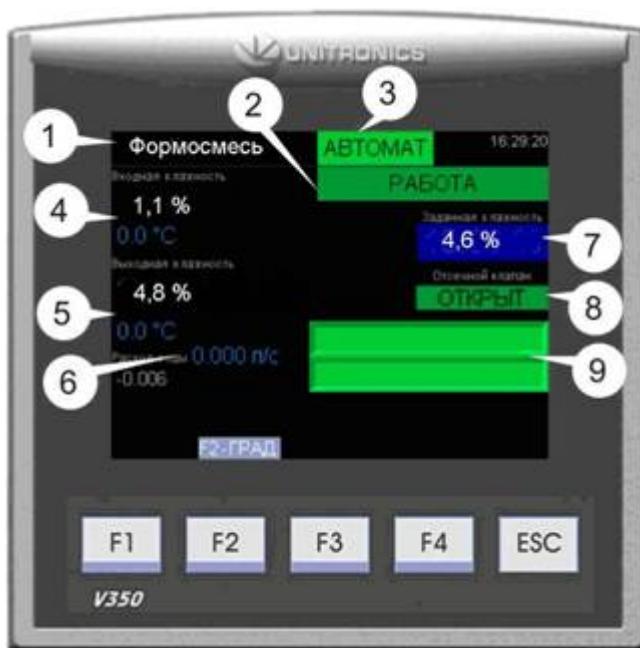 UNITRONICS
3
2
1
Формосмесь
АВТОМАТ
16:29:20
РАБОТА
Входная влажность
4
1,1 %
0.0 °C
Заданная влажность
4,6 %
7
Выходная влажность
4,8 %
Отсечной клапан
ОТКРЫТ
8
5
0.0 °C
6
Расход воды 0.000 л/с
-0.006
9
F2-ГРАД
F1
F2
F3
F4
ESC
V350